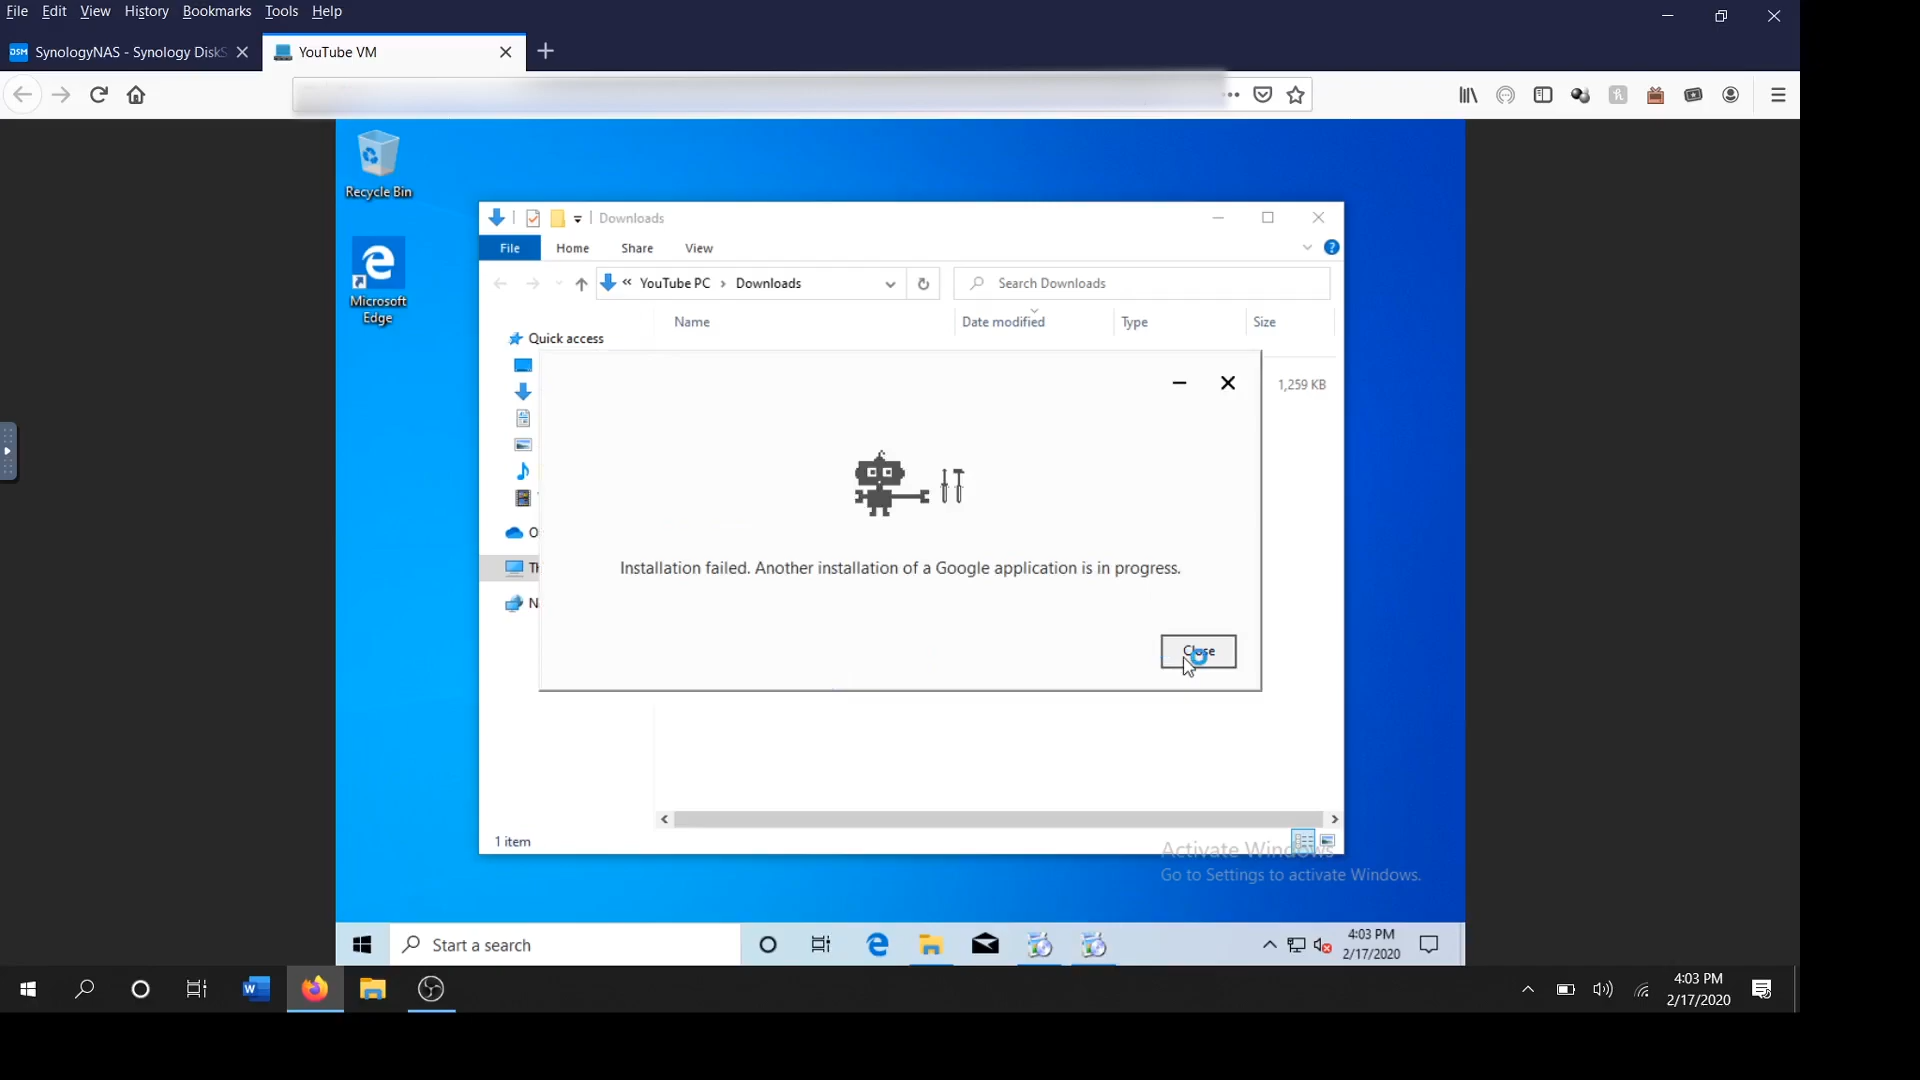 File Edit View History Bookmarks Tools Help
DSM SynologyNAS - Synology DiskS
YouTube VM
Recycle Bin
Microsoft
Edge
Downloads
File Home Share View
« YouTube PC > Downloads
Search Downloads
Name Date modified Type Size
Quick access
1,259 KB
Installation failed. Another installation of a Google application is in progress.
Close
1 item
Activate Windows
Go to Settings to activate Windows.
Start a search
4:03 PM
2/17/2020
4:03 PM
2/17/2020